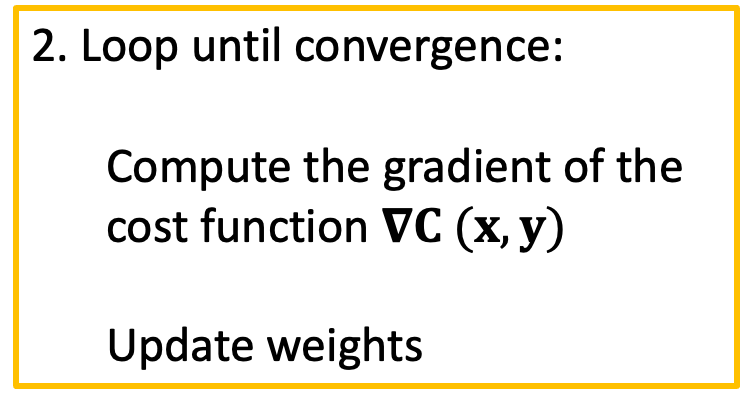 2. Loop until convergence:
Compute the gradient of the
cost function ∇C (x, y)
Update weights